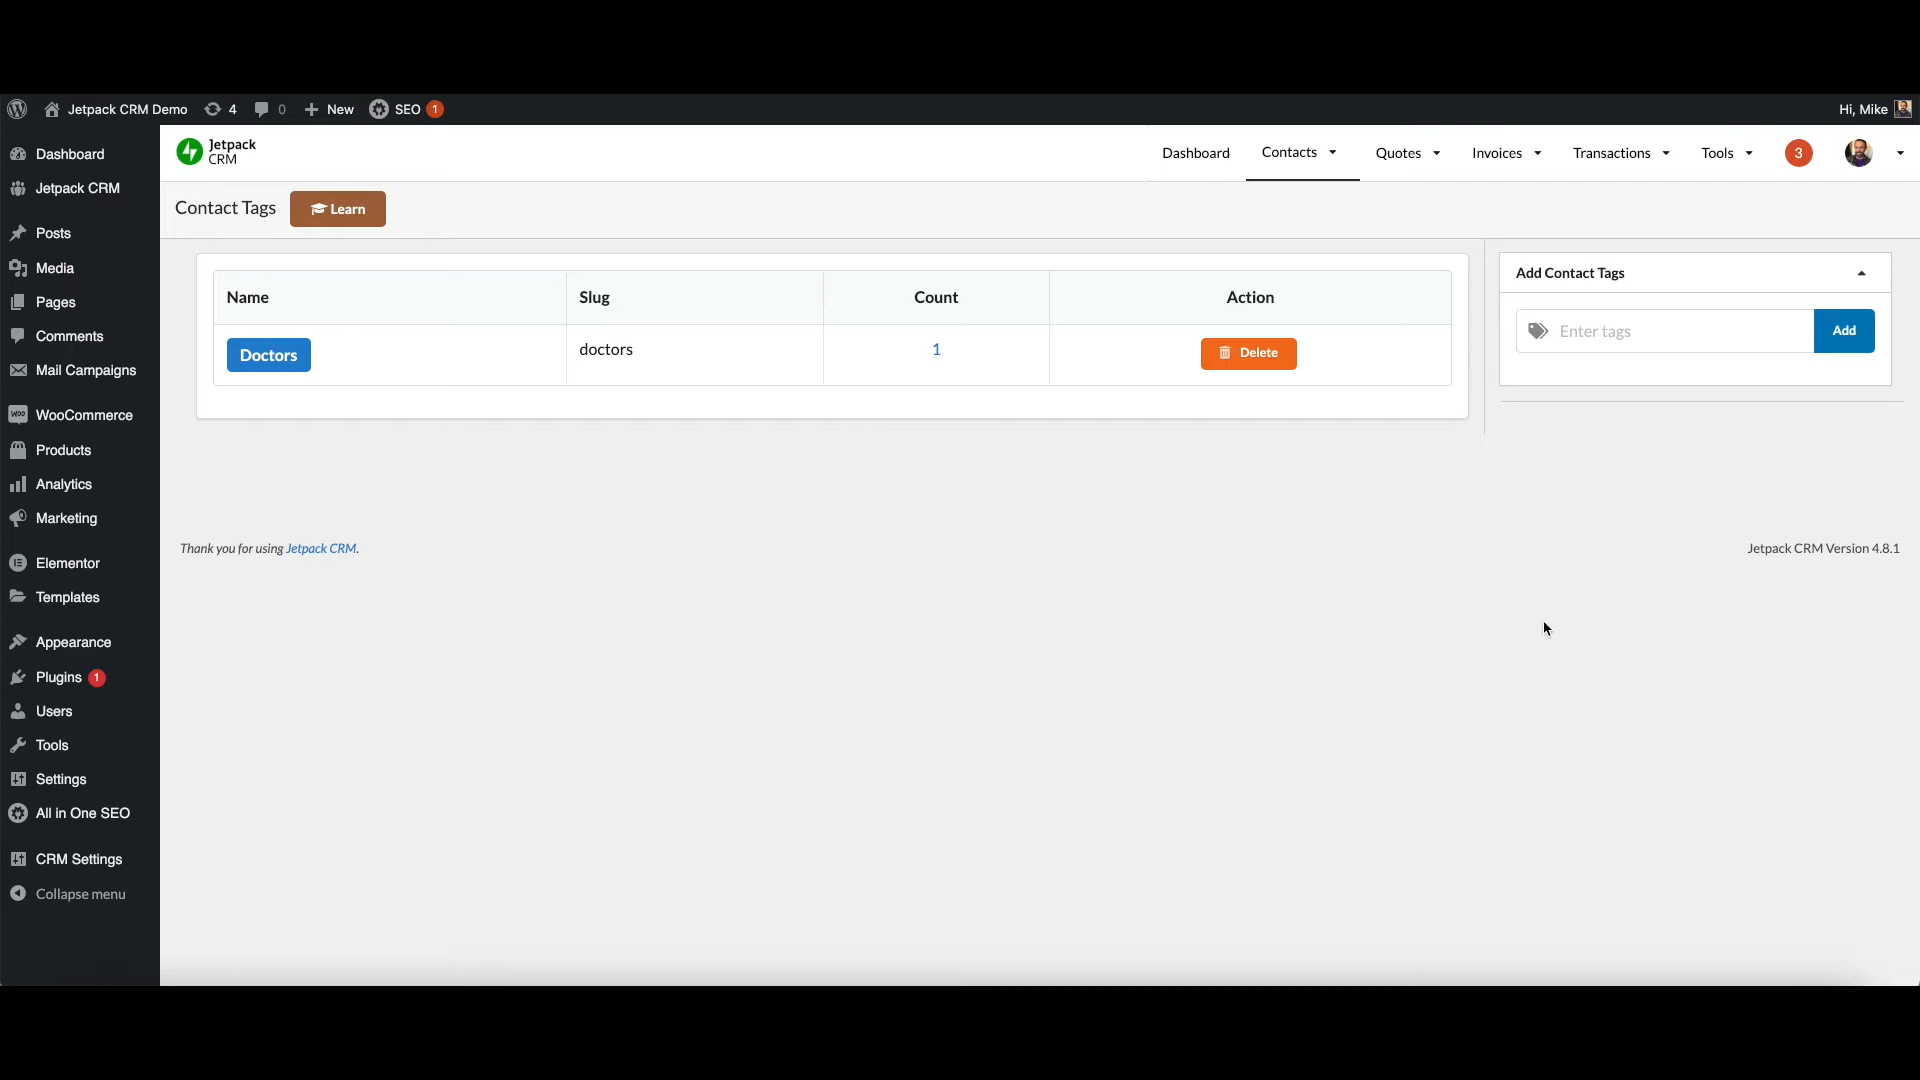 Jetpack CRM Demo 4 0 New SEO 1 Hi, Mike
Dashboard
Jetpack CRM
Posts
Media
Pages
Comments
Mail Campaigns
WooCommerce
Products
Analytics
Marketing
Elementor
Templates
Appearance
Plugins 1
Users
Tools
Settings
All in One SEO
CRM Settings
Collapse menu
Jetpack
CRM
Dashboard Contacts Quotes Invoices Transactions Tools 3
Contact Tags Learn
Name Slug Count Action
Doctors doctors 1 Delete
Add Contact Tags
Enter tags Add
Thank you for using Jetpack CRM.
Jetpack CRM Version 4.8.1